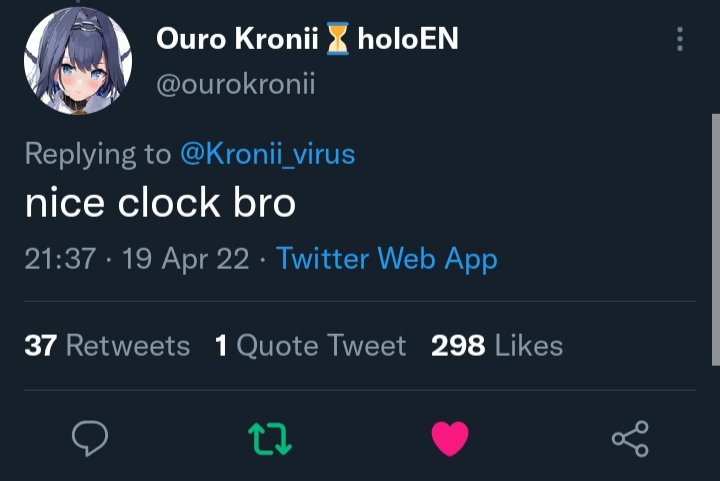 Ouro Kronii⏳holoEN
@ourokronii
Replying to @Kronii_virus
nice clock bro
21:37 · 19 Apr 22 · Twitter Web App
37 Retweets 1 Quote Tweet 298 Likes